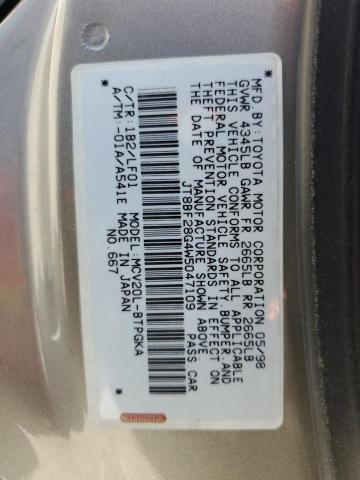 MFD.BY:TOYOTA MOTOR CORPORATION 05/98
GVWR 4345LB GAWR FR 2665LB RR 2665LB
THIS VEHICLE CONFORMS TO ALL APPLICABLE
FEDERAL MOTOR VEHICLE SAFETY, BUMPER AND
THEFT PREVENTION STANDARDS IN EFFECT ON
THE DATE OF MANUFACTURE SHOWN ABOVE.
JT8BF28G4W5047109 PASS CAR
C/TR:1B2/LF01 MODEL:MCV20L-BTPGKA
A/TM:-01A/A541E MADE IN JAPAN
NO.667